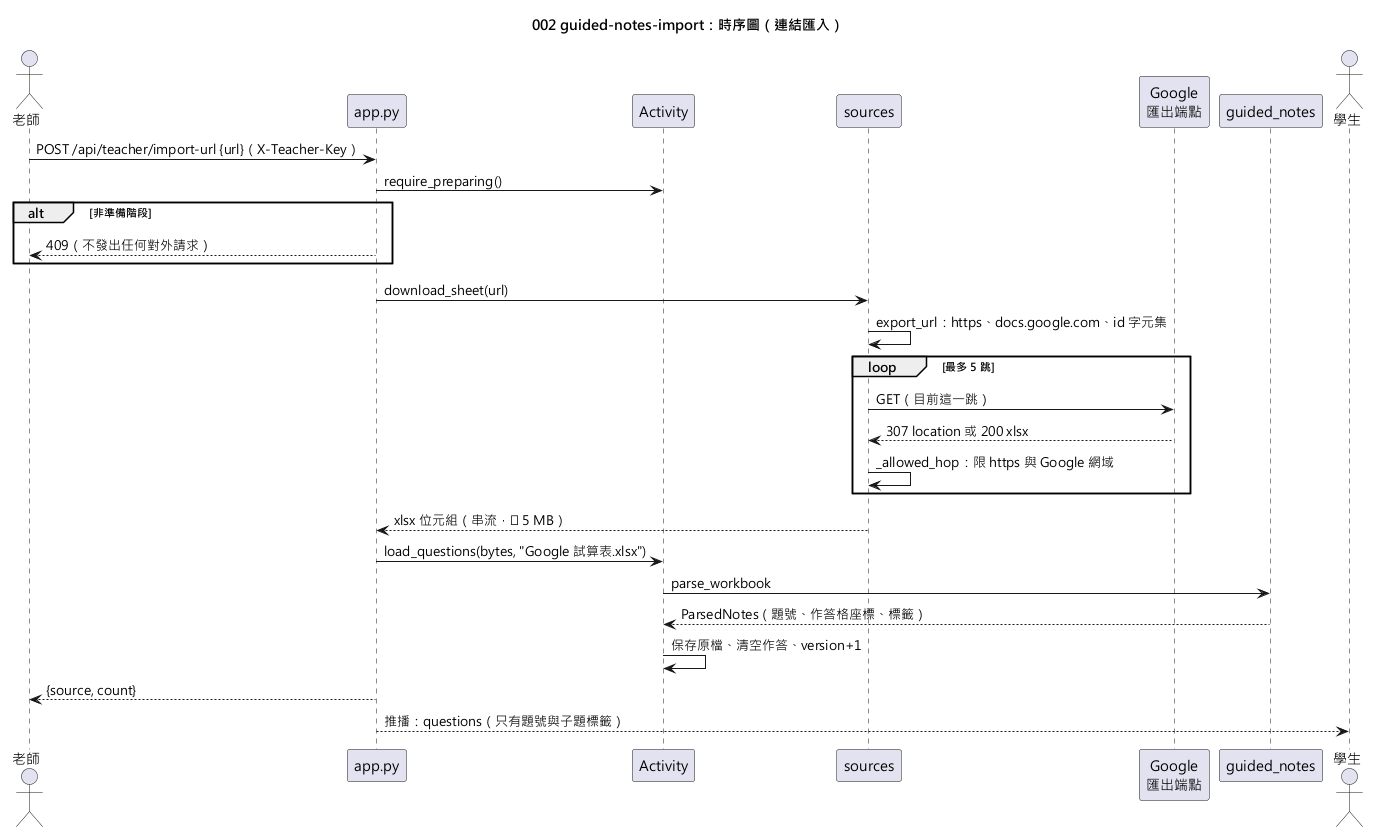 002 guided-notes-import：時序圖（連結匯入）
老師
app.py
Activity
sources
Google
匯出端點
guided_notes
學生
POST /api/teacher/import-url {url}（X-Teacher-Key）
require_preparing()
alt [非準備階段]
409（不發出任何對外請求）
download_sheet(url)
export_url：https、docs.google.com、id 字元集
loop [最多 5 跳]
GET（目前這一跳）
307 location 或 200 xlsx
_allowed_hop：限 https 與 Google 網域
xlsx 位元組（串流，5 MB）
load_questions(bytes, "Google 試算表.xlsx")
parse_workbook
ParsedNotes（題號、作答格座標、標籤）
保存原檔、清空作答、version+1
{source, count}
推播：questions（只有題號與子題標籤）
老師
app.py
Activity
sources
Google
匯出端點
guided_notes
學生